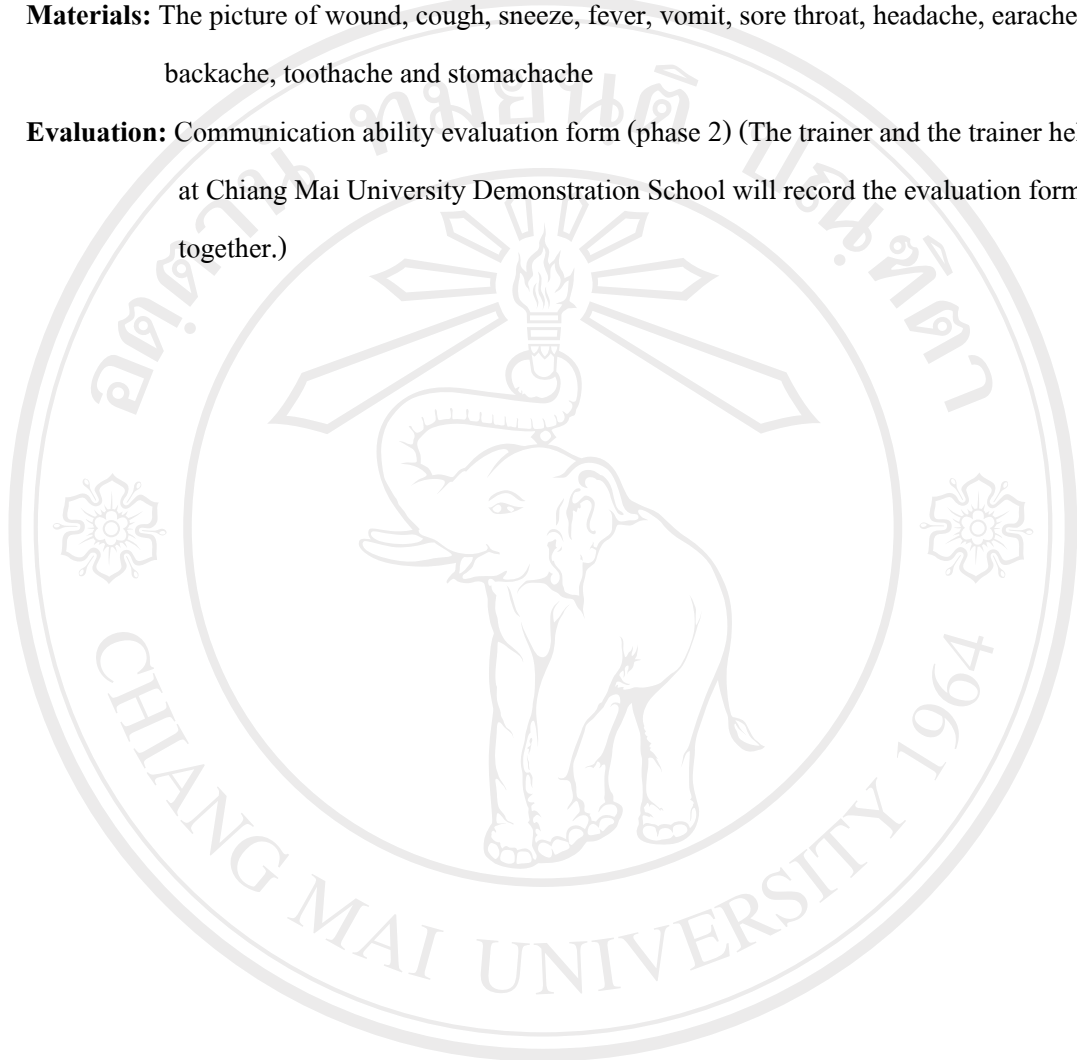 Materials: The picture of wound, cough, sneeze, fever, vomit, sore throat, headache, earache
backache, toothache and stomachache
Evaluation: Communication ability evaluation form (phase 2) (The trainer and the trainer
at Chiang Mai University Demonstration School will record the evaluation form
together.)
CHIANG MAI UNIVERSITY 1964